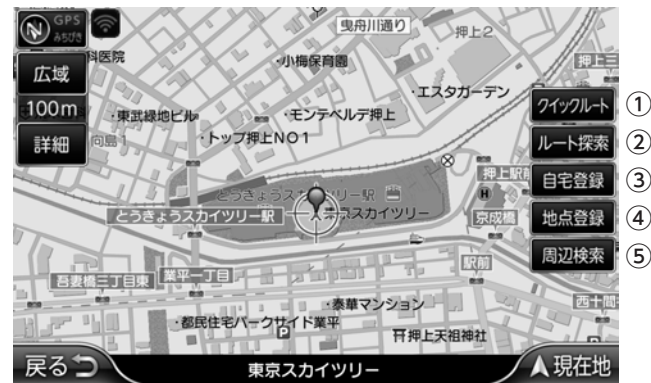 N GPS
みちびき
曳舟川通り
押上2
科医院
広域
小梅保育園
押上三
100m
エスタガーデン
クイックルート ①
東武緑地ビル
モンテベルデ押上
詳細
向島1
トップ押上NO1
ルート探索 ②
押上駅前
自宅登録 ③
とうきょうスカイツリー駅
とうきょうスカイツリー駅
東京スカイツリー
京成橋
地点登録 ④
駅前
周辺検索 ⑤
吾妻橋三丁目東
業平一丁目
泰華マンション
西十間
都民住宅パークサイド業平
P
押上天祖神社
P
戻る
東京スカイツリー
現在地